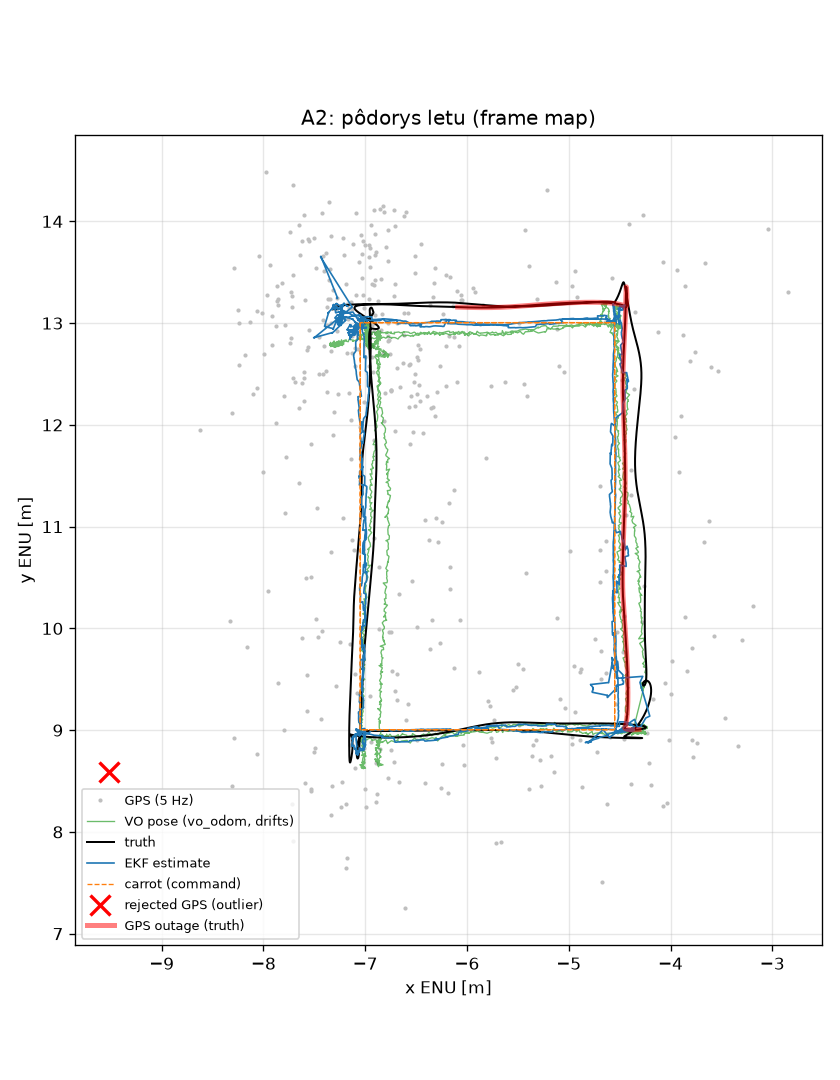 A2: pôdorys letu (frame map)
14
13
12
11
10
9
8
7
y ENU [m]
GPS (5 Hz)
VO pose (vo_odom, drifts)
truth
EKF estimate
carrot (command)
rejected GPS (outlier)
GPS outage (truth)
−9
−8
−7
−6
−5
−4
−3
x ENU [m]